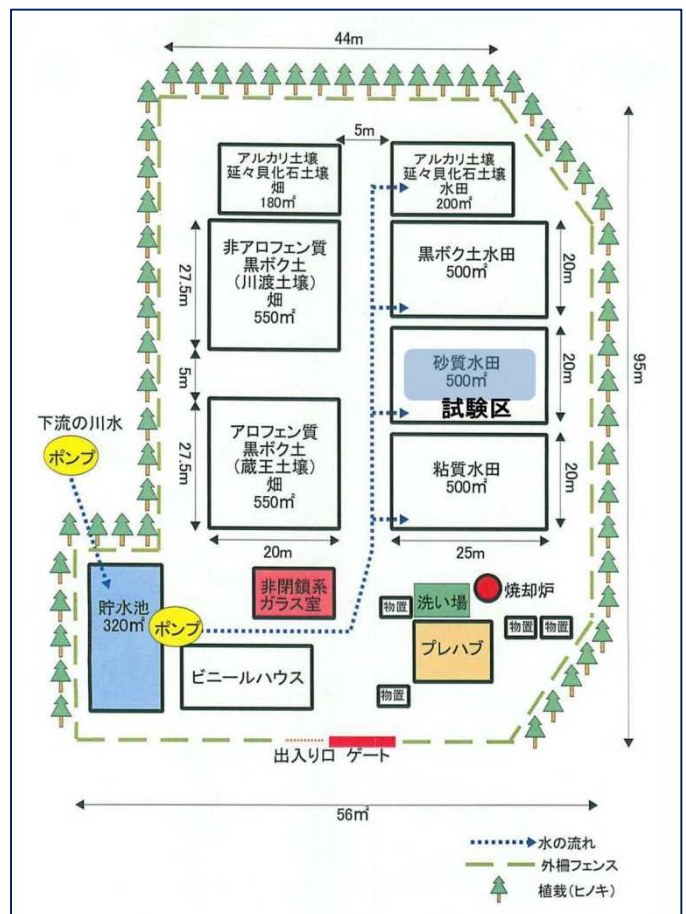 44m
5m
アルカリ土壌
延々貝化石土壌
畑
180㎡
アルカリ土壌
延々貝化石土壌
水田
200㎡
27.5m
非アロフェン質
黒ボク土
（川渡土壌）
畑
550㎡
黒ボク土水田
500㎡
20m
5m
砂質水田
500㎡
試験区
20m
95m
下流の川水
ポンプ
27.5m
アロフェン質
黒ボク土
（蔵王土壌）
畑
550㎡
粘質水田
500㎡
20m
20m
25m
貯水池
320㎡
ポンプ
非閉鎖系
ガラス室
物置
洗い場
焼却炉
物置
物置
プレハブ
ビニールハウス
物置
出入り口 ゲート
56㎡
水の流れ
外柵フェンス
植栽(ヒノキ)